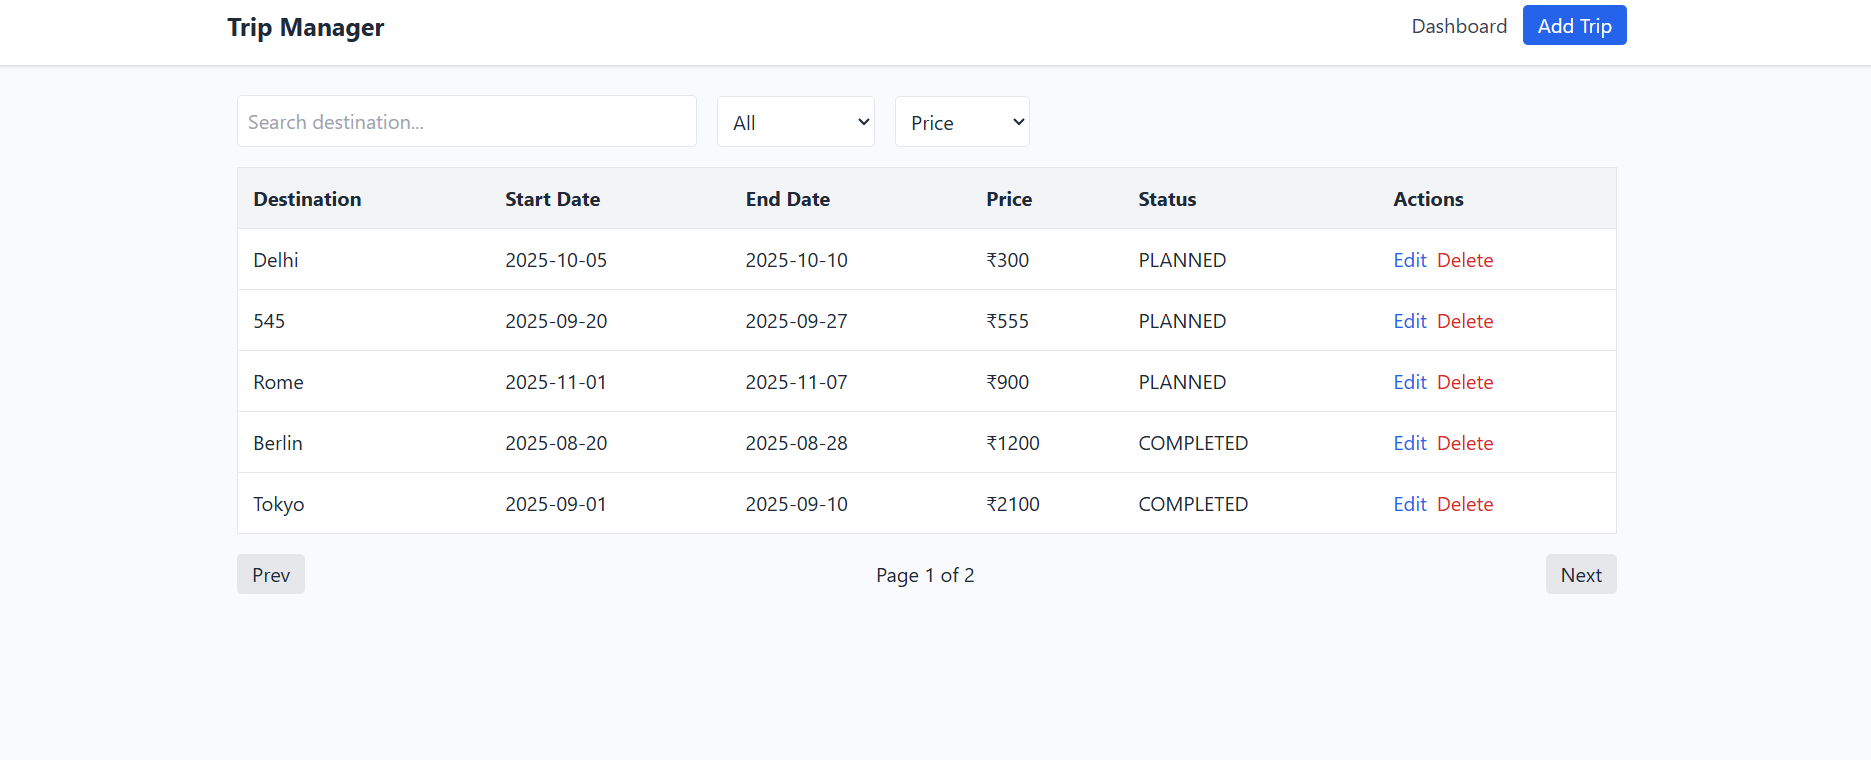 Trip Manager Dashboard Add Trip
Search destination... All Price
Destination Start Date End Date Price Status Actions
Delhi 2025-10-05 2025-10-10 ₹300 PLANNED Edit Delete
545 2025-09-20 2025-09-27 ₹555 PLANNED Edit Delete
Rome 2025-11-01 2025-11-07 ₹900 PLANNED Edit Delete
Berlin 2025-08-20 2025-08-28 ₹1200 COMPLETED Edit Delete
Tokyo 2025-09-01 2025-09-10 ₹2100 COMPLETED Edit Delete
Prev Page 1 of 2 Next